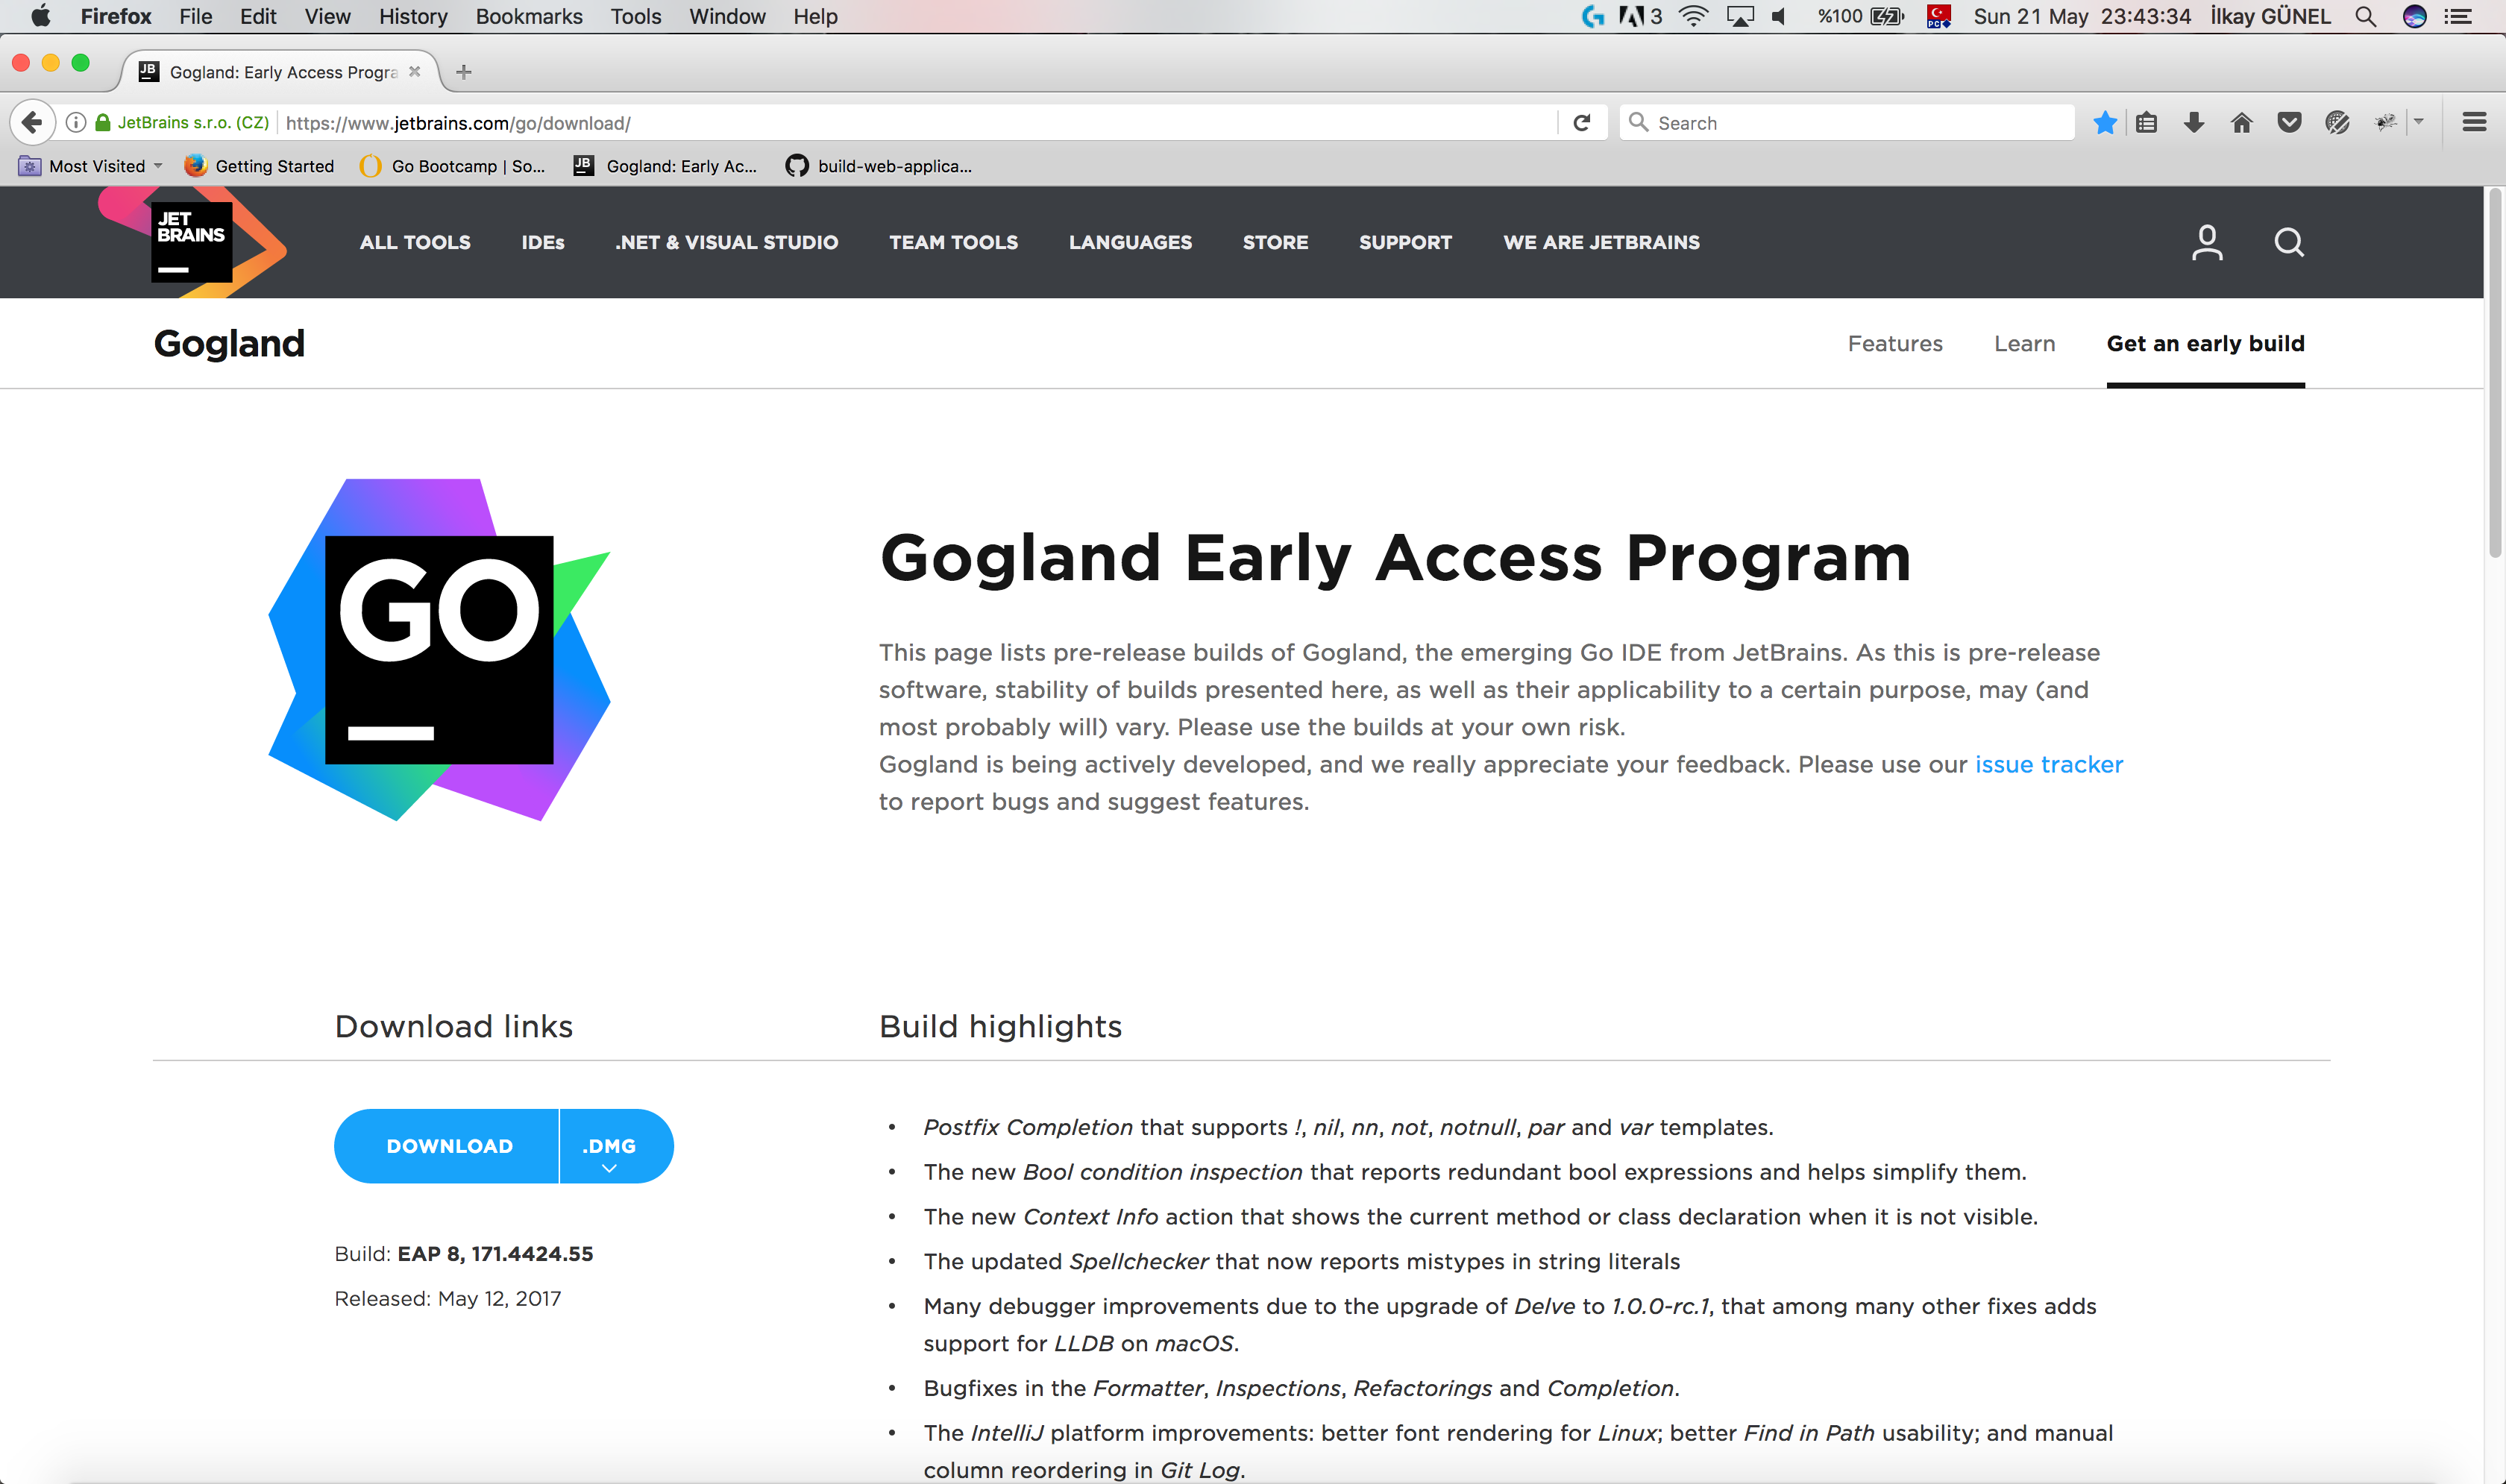 Firefox File Edit View History Bookmarks Tools Window Help 3 %100 Sun 21 May 23:43:34 İlkay GÜNEL
JB Gogland: Early Access Progra
JetBrains s.r.o. (CZ) https://www.jetbrains.com/go/download/ Search
Most Visited Getting Started Go Bootcamp | So... JB Gogland: Early Ac... build-web-applica...
JET
BRAINS
ALL TOOLS IDEs .NET & VISUAL STUDIO TEAM TOOLS LANGUAGES STORE SUPPORT WE ARE JETBRAINS
Gogland Features Learn Get an early build
GO
Gogland Early Access Program
This page lists pre-release builds of Gogland, the emerging Go IDE from JetBrains. As this is pre-release
software, stability of builds presented here, as well as their applicability to a certain purpose, may (and
most probably will) vary. Please use the builds at your own risk.
Gogland is being actively developed, and we really appreciate your feedback. Please use our issue tracker
to report bugs and suggest features.
Download links
DOWNLOAD .DMG
Build: EAP 8, 171.4424.55
Released: May 12, 2017
Build highlights
• Postfix Completion that supports !, nil, nn, not, notnull, par and var templates.
• The new Bool condition inspection that reports redundant bool expressions and helps simplify them.
• The new Context Info action that shows the current method or class declaration when it is not visible.
• The updated Spellchecker that now reports mistypes in string literals
• Many debugger improvements due to the upgrade of Delve to 1.0.0-rc.1, that among many other fixes adds
support for LLDB on macOS.
• Bugfixes in the Formatter, Inspections, Refactorings and Completion.
• The IntelliJ platform improvements: better font rendering for Linux; better Find in Path usability; and manual
column reordering in Git Log.